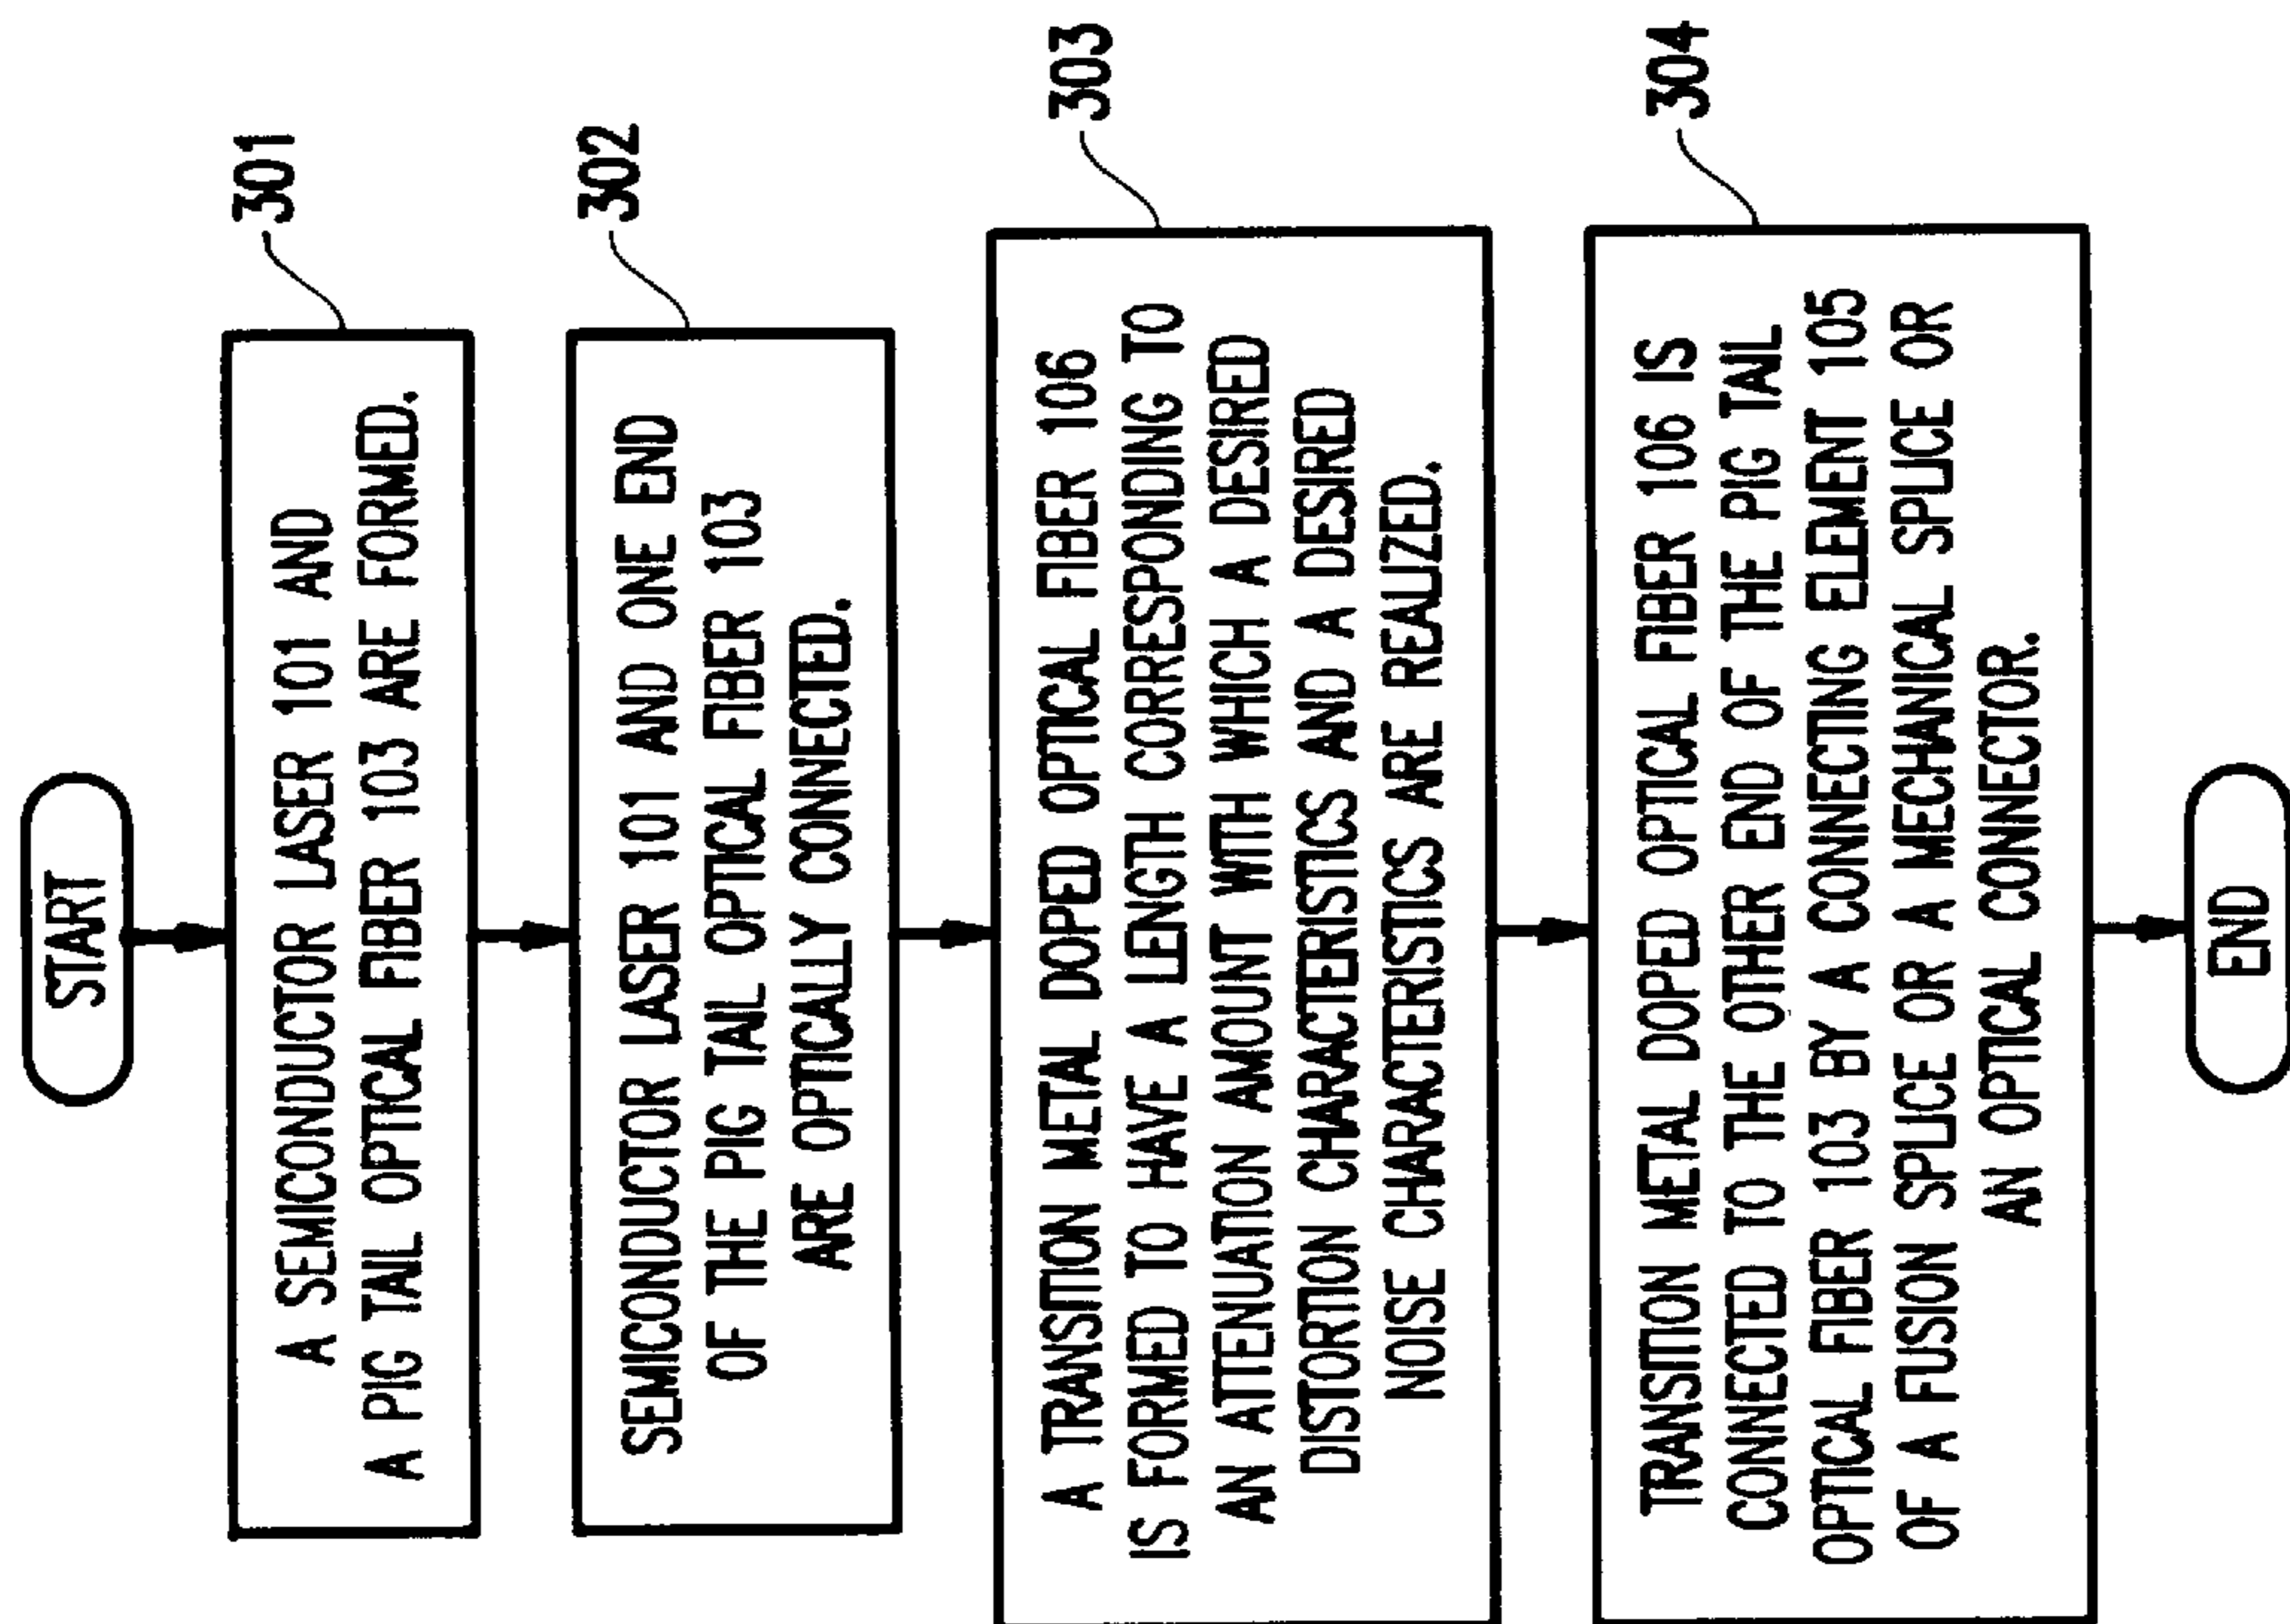 START
301
A SEMICONDUCTOR LASER 101 AND
A PIG TAIL OPTICAL FIBER 103 ARE FORMED.
302
SEMICONDUCTOR LASER 101 AND ONE END
OF THE PIG TAIL OPTICAL FIBER 103
ARE OPTICALLY CONNECTED.
303
A TRANSITION METAL DOPED OPTICAL FIBER 106
IS FORMED TO HAVE A LENGTH CORRESPONDING TO
AN ATTENUATION AMOUNT WITH WHICH A DESIRED
DISTORTION CHARACTERISTICS AND A DESIRED
NOISE CHARACTERISTICS ARE REALIZED.
304
TRANSITION METAL DOPED OPTICAL FIBER 106 IS
CONNECTED TO THE OTHER END OF THE PIG TAIL
OPTICAL FIBER 103 BY A CONNECTING ELEMENT 105
OF A FUSION SPLICE OR A MECHANICAL SPLICE OR
AN OPTICAL CONNECTOR.
END